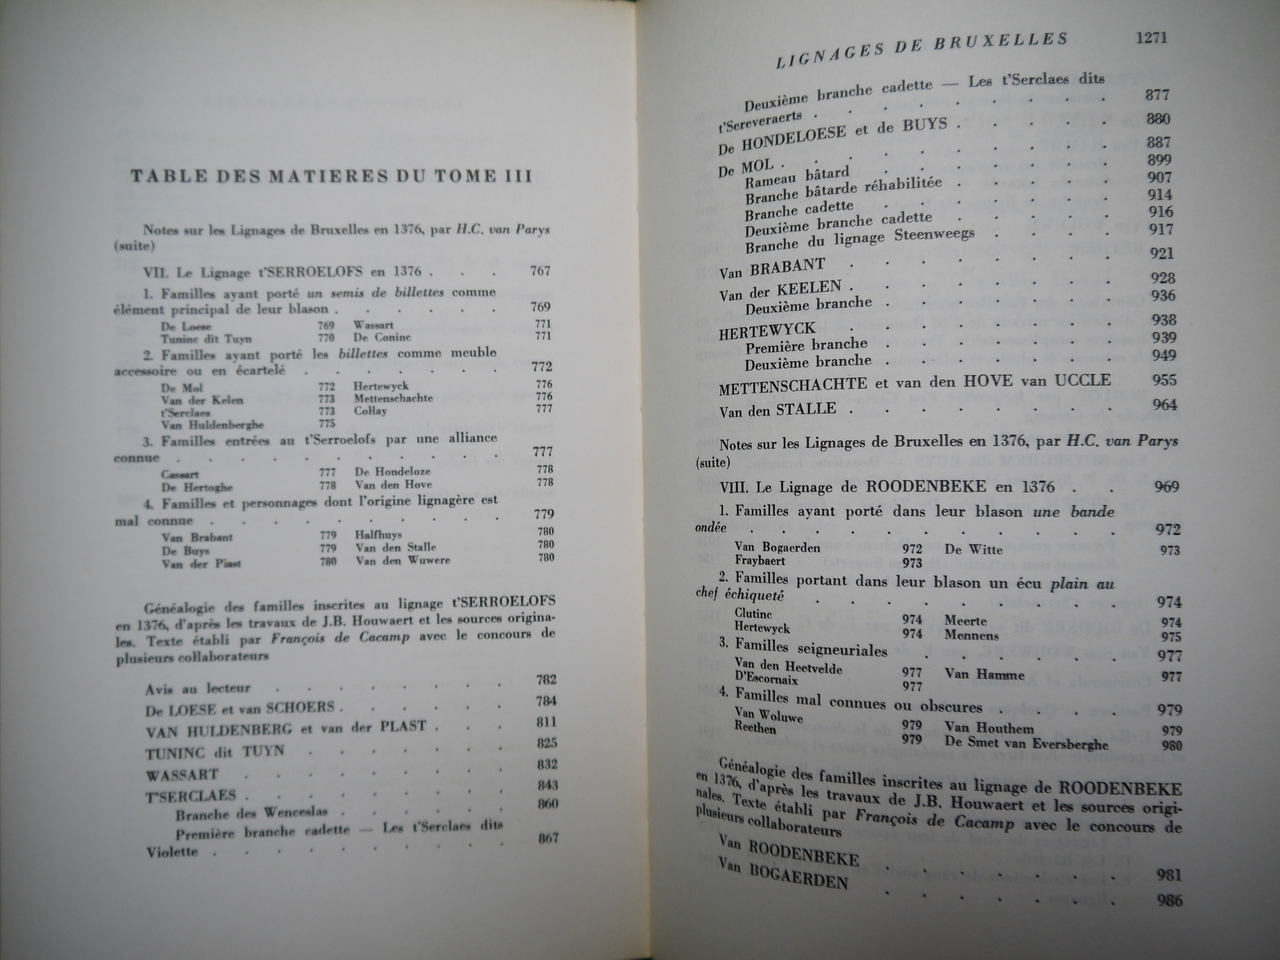 TABLE DES MATIERES DU TOME III
Notes sur les Lignages de Bruxelles en 1376, par H.C. van Parys
(suite)
VII. Le Lignage t'SERROELOFS en 1376 . . . 767
1. Familles ayant porté un semis de billettes comme
élément principal de leur blason . . . . . . 769
De Loese 769 Wassart 771
Tuninc dit Tuyn 770 De Coninc 771
2. Familles ayant porté les billettes comme meuble
accessoire ou en écartelé . . . . . . . 772
De Mol 772 Hertewyck 776
Van der Kelen 773 Mettenschachte 776
t'Serclaes 773 Collay 777
Van Huldenberghe 775
3. Familles entrées au t'Serroelofs par une alliance
connue . . . . . . . . . . 777
Cassart 777 De Hondeloze 778
De Hertoghe 778 Van den Hove 778
4. Familles et personnages dont l'origine lignagère est
mal connue . . . . . . . . . 779
Van Brabant 779 Halfhuys 780
De Buys 779 Van den Stalle 780
Van der Plast 780 Van den Wuwere 780
Généalogie des familles inscrites au lignage t'SERROELOFS
en 1376, d'après les travaux de J.B. Houwaert et les sources origina-
les. Texte établi par François de Cacamp avec le concours de
plusieurs collaborateurs
Avis au lecteur . . . . . . . . 782
De LOESE et van SCHOERS . . . . . . 784
VAN HULDENBERG et van der PLAST . . . 811
TUNINC dit TUYN . . . . . . . 825
WASSART . . . . . . . . . 832
T'SERCLAES . . . . . . . . . 843
Branche des Wenceslas . . . . . . 860
Première branche cadette — Les t'Serclaes dits
Violette . . . . . . . . . . 867
LIGNAGES DE BRUXELLES 1271
Deuxième branche cadette — Les t'Serclaes dits
t'Sereveraerts . . . . . . . . . 877
De HONDELOESE et de BUYS . . . . . 880
De MOL . . . . . . . . . . 887
Rameau bâtard . . . . . . . . 899
Branche bâtarde réhabilitée . . . . . 907
Branche cadette . . . . . . . . 914
Deuxième branche cadette . . . . . 916
Branche du lignage Steenweegs . . . . 917
Van BRABANT . . . . . . . . 921
Van der KEELEN . . . . . . . . 928
Deuxième branche . . . . . . . 936
HERTEWYCK . . . . . . . . 938
Première branche . . . . . . . 939
Deuxième branche . . . . . . . 949
METTENSCHACHTE et van den HOVE van UCCLE 955
Van den STALLE . . . . . . . . 964
Notes sur les Lignages de Bruxelles en 1376, par H.C. van Parys
(suite)
VIII. Le Lignage de ROODENBEKE en 1376 . . 969
1. Familles ayant porté dans leur blason une bande
ondée . . . . . . . . . . . 972
Van Bogaerden 972 De Witte 973
Fraybaert 973
2. Familles portant dans leur blason un écu plain au
chef échiqueté . . . . . . . . . 974
Clutinc 974 Meerte 974
Hertewyck 974 Mennens 975
3. Familles seigneuriales . . . . . . 977
Van den Heetvelde 977 Van Hamme 977
D'Escornaix 977
4. Familles mal connues ou obscures . . . . 979
Van Woluwe 979 Van Houthem 979
Reethen 979 De Smet van Eversberghe 980
Généalogie des familles inscrites au lignage de ROODENBEKE
en 1376, d'après les travaux de J.B. Houwaert et les sources origi-
nales. Texte établi par François de Cacamp avec le concours de
plusieurs collaborateurs
Van ROODENBEKE . . . . . . . 981
Van BOGAERDEN . . . . . . . 986